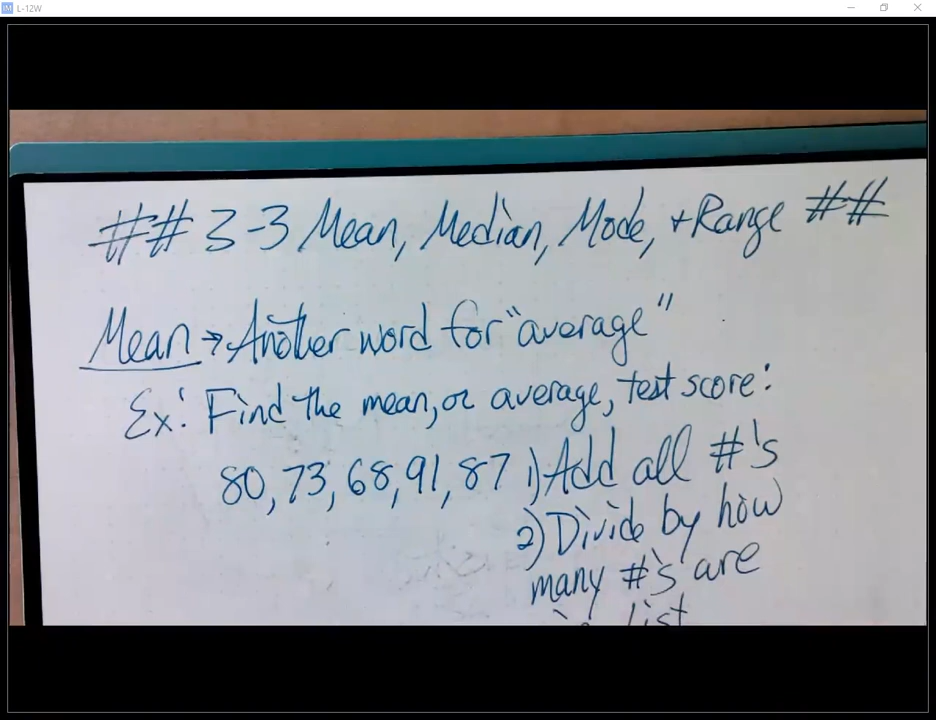 L-12W
## 3-3 Mean, Median, Mode, + Range ##
Mean → Another word for "average"
Ex: Find the mean, or average, test score:
80, 73, 68, 91, 87 1) Add all #'s
2) Divide by how
many #'s are
list